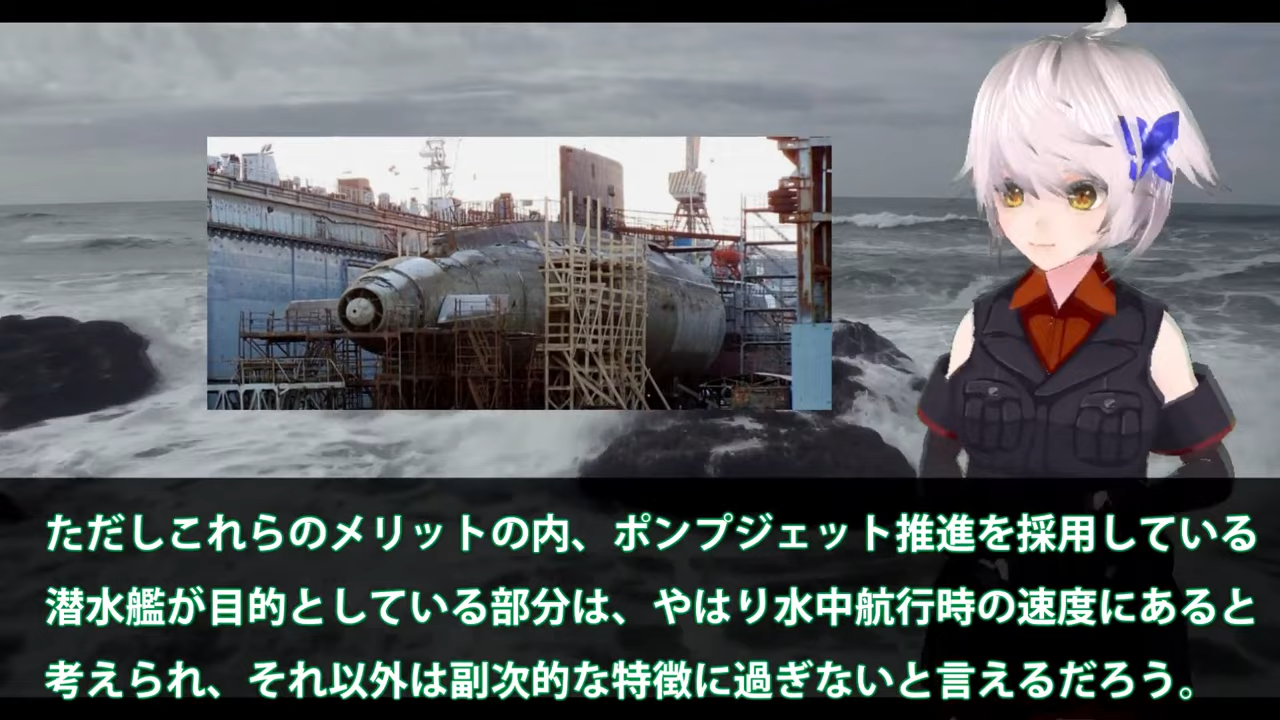 ただしこれらのメリットの内、ポンプジェット推進を採用している
潜水艦が目的としている部分は、やはり水中航行時の速度にあると
考えられ、それ以外は副次的な特徴に過ぎないと言えるだろう。